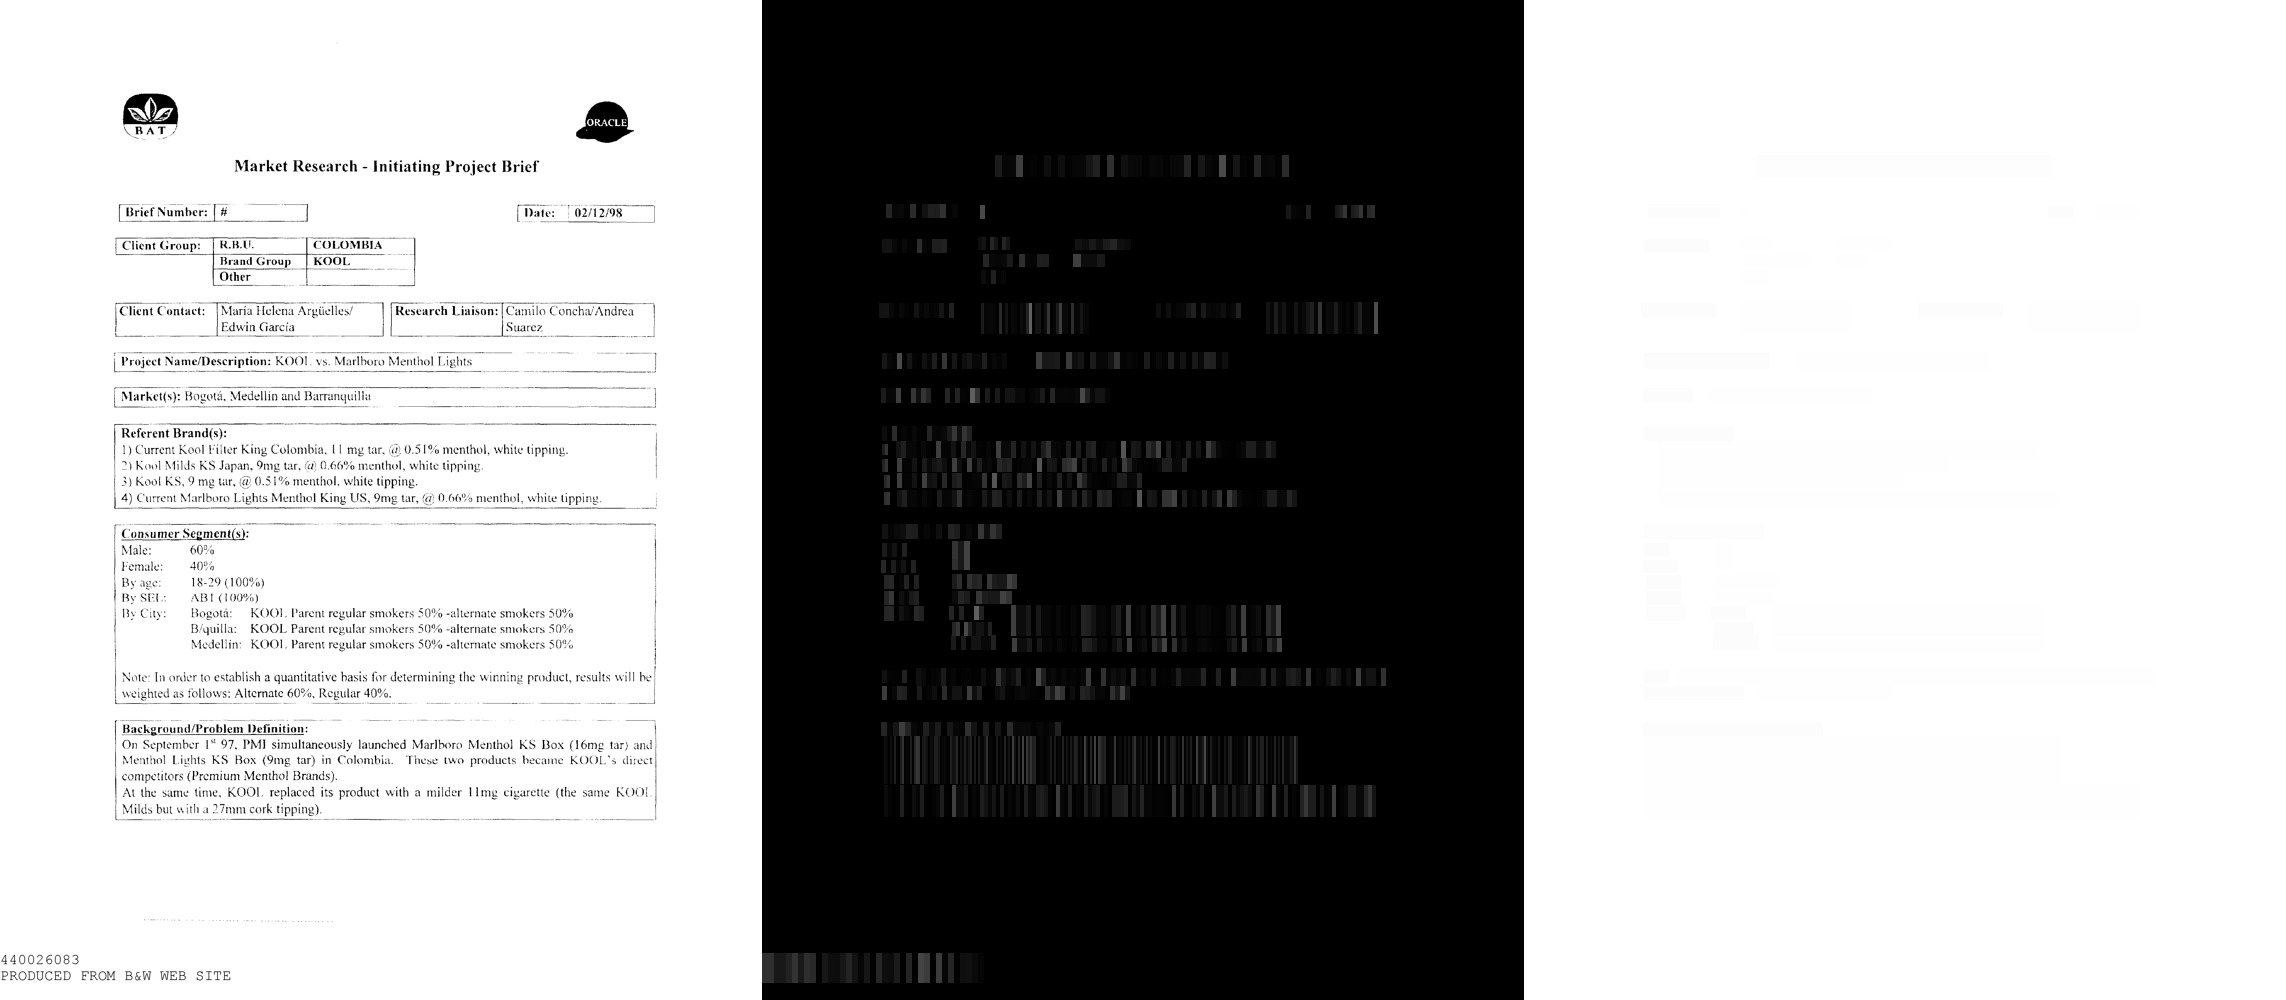 BAT
ORACLE
Market Research - Initiating Project Brief
Brief Number: #
Date: 02/12/98
Client Group: R.B.U. COLOMBIA
Brand Group KOOL
Other
Client Contact: María Helena Argüelles/ Research Liaison: Camilo Concha/Andrea
Edwin García Suarez
Project Name/Description: KOOL vs. Marlboro Menthol Lights
Market(s): Bogotá, Medellín and Barranquilla
Referent Brand(s):
1) Current Kool Filter King Colombia, 11 mg tar, @ 0.51% menthol, white tipping.
2) Kool Milds KS Japan, 9mg tar, @ 0.66% menthol, white tipping.
3) Kool KS, 9 mg tar, @ 0.51% menthol, white tipping.
4) Current Marlboro Lights Menthol King US, 9mg tar, @ 0.66% menthol, white tipping.
Consumer Segment(s):
Male: 60%
Female: 40%
By age: 18-29 (100%)
By SEL: AB1 (100%)
By City: Bogotá: KOOL Parent regular smokers 50% -alternate smokers 50%
B/quilla: KOOL Parent regular smokers 50% -alternate smokers 50%
Medellín: KOOL Parent regular smokers 50% -alternate smokers 50%
Note: In order to establish a quantitative basis for determining the winning product, results will be
weighted as follows: Alternate 60%, Regular 40%.
Background/Problem Definition:
On September 1st 97, PMI simultaneously launched Marlboro Menthol KS Box (16mg tar) and
Menthol Lights KS Box (9mg tar) in Colombia. These two products became KOOL's direct
competitors (Premium Menthol Brands).
At the same time, KOOL replaced its product with a milder 11mg cigarette (the same KOOL
Milds but with a 27mm cork tipping).
440026083
PRODUCED FROM B&W WEB SITE